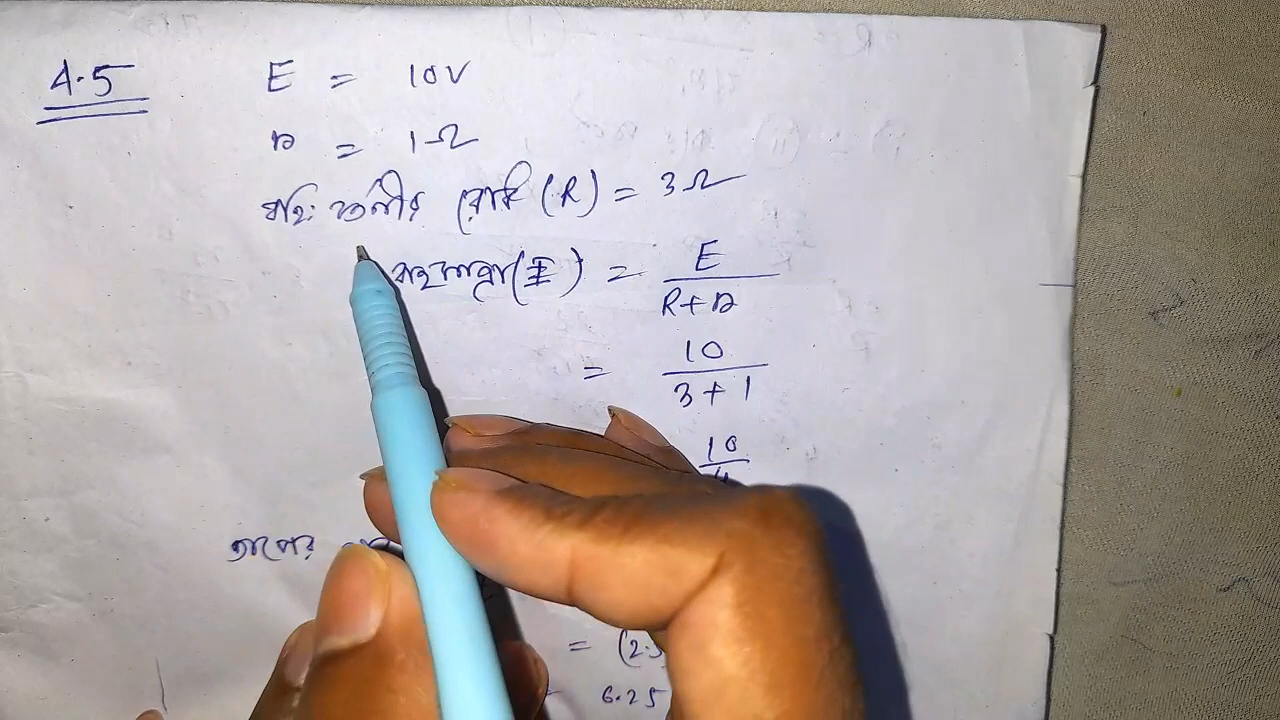 4.5
E = 10V
r = 1Ω
বহিঃ বর্তনীর রোধ (R) = 3Ω
প্রবাহমাত্রা (I) = E / R+r
= 10 / 3+1
10 / 4
তাপের
= (2.5
6.25